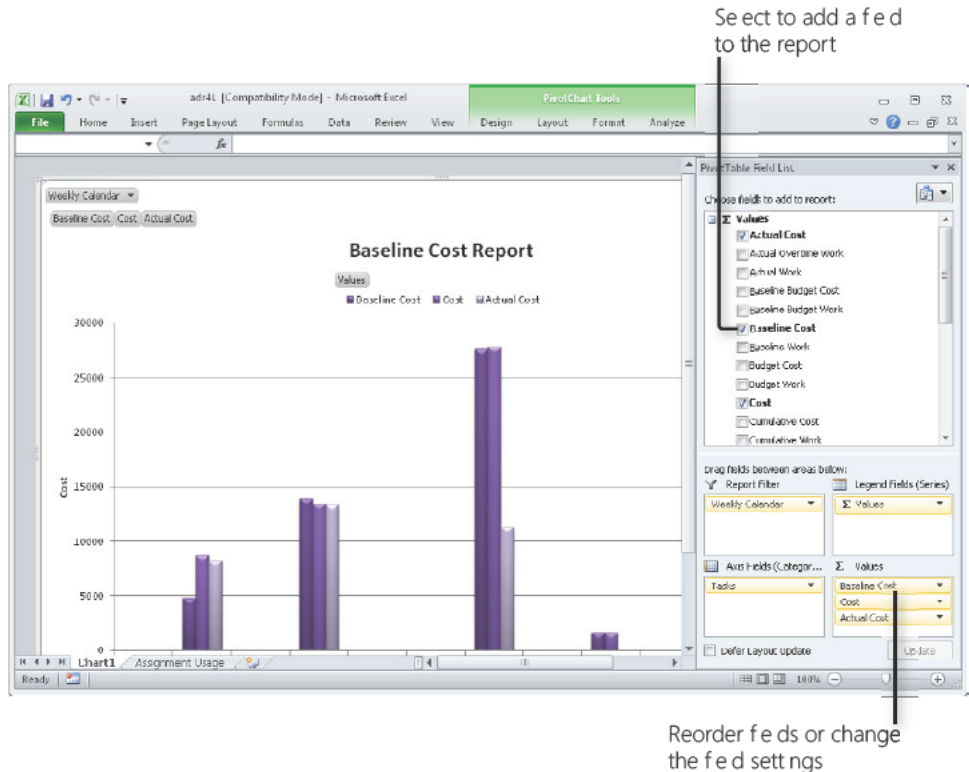 Se ect to add a f e d
to the report
adr4L [Compatibility Mode] - Microsoft Excel
PivotChart Tools
File Home Insert Page Layout Formulas Data Review View Design Layout Format Analyze
fx
PivotTable Field List
Weekly Calendar
Choose fields to add to report:
Baseline Cost Cost Actual Cost
Σ Values
Actual Cost
Actual Overtime Work
Actual Work
Baseline Budget Cost
Baseline Budget Work
Baseline Cost
Baseline Work
Budget Cost
Budget Work
Cost
Cumulative Cost
Cumulative Work
Baseline Cost Report
Values
Baseline Cost Cost Actual Cost
30000
25000
20000
15000
10000
5000
0
Cost
Drag fields between areas below:
Report Filter
Legend Fields (Series)
Weekly Calendar
Σ Values
Axis Fields (Categor...
Σ Values
Tasks
Baseline Cost
Cost
Actual Cost
Defer Layout Update
Update
Chart1 Assignment Usage
Ready
100%
Reorder f e ds or change
the f e d sett ngs